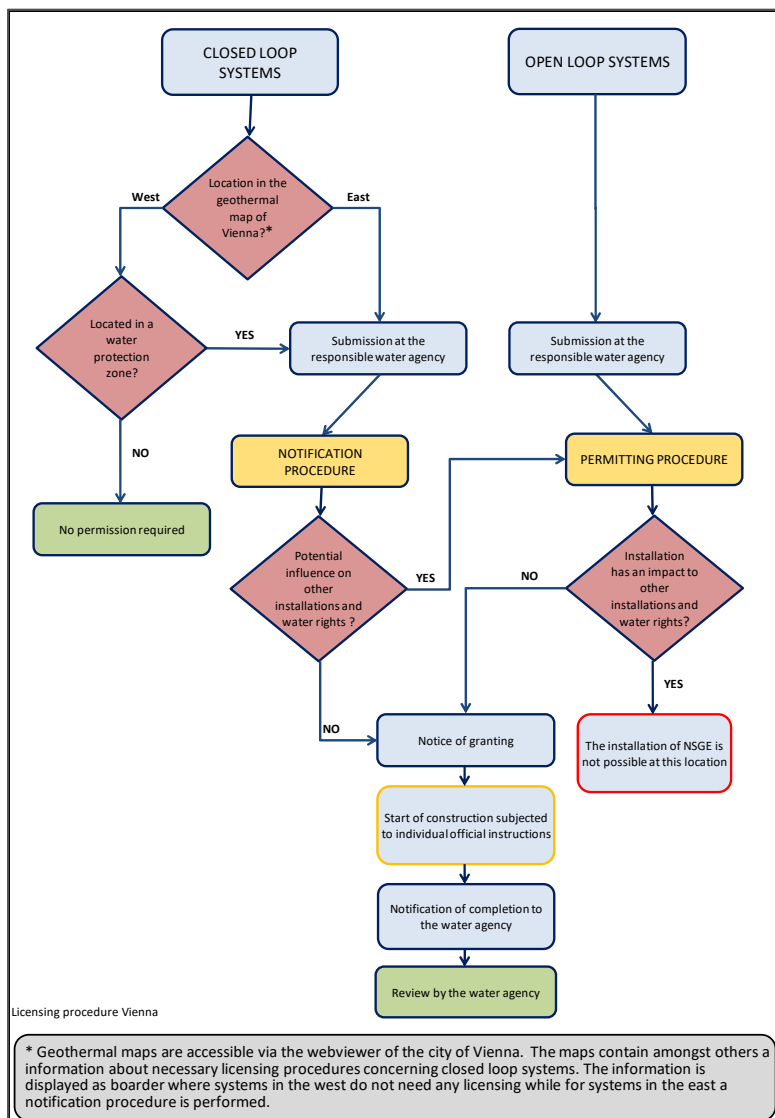 CLOSED LOOP
SYSTEMS
OPEN LOOP SYSTEMS
Location in the
geothermal
map of
Vienna?*
West
East
Located in a
water
protection
zone?
YES
Submission at the
responsible water agency
Submission at the
responsible water agency
NO
NOTIFICATION
PROCEDURE
PERMITTING PROCEDURE
No permission required
Potential
influence on
other
installations and
water rights ?
YES
NO
Installation
has an impact to
other
installations and
water rights?
YES
NO
Notice of granting
The installation of NSGE is
not possible at this location
Start of construction subjected
to individual official instructions
Notification of completion to
the water agency
Review by the water agency
Licensing procedure Vienna
* Geothermal maps are accessible via the webviewer of the city of Vienna. The maps contain amongst others a
information about necessary licensing procedures concerning closed loop systems. The information is
displayed as boarder where systems in the west do not need any licensing while for systems in the east a
notification procedure is performed.